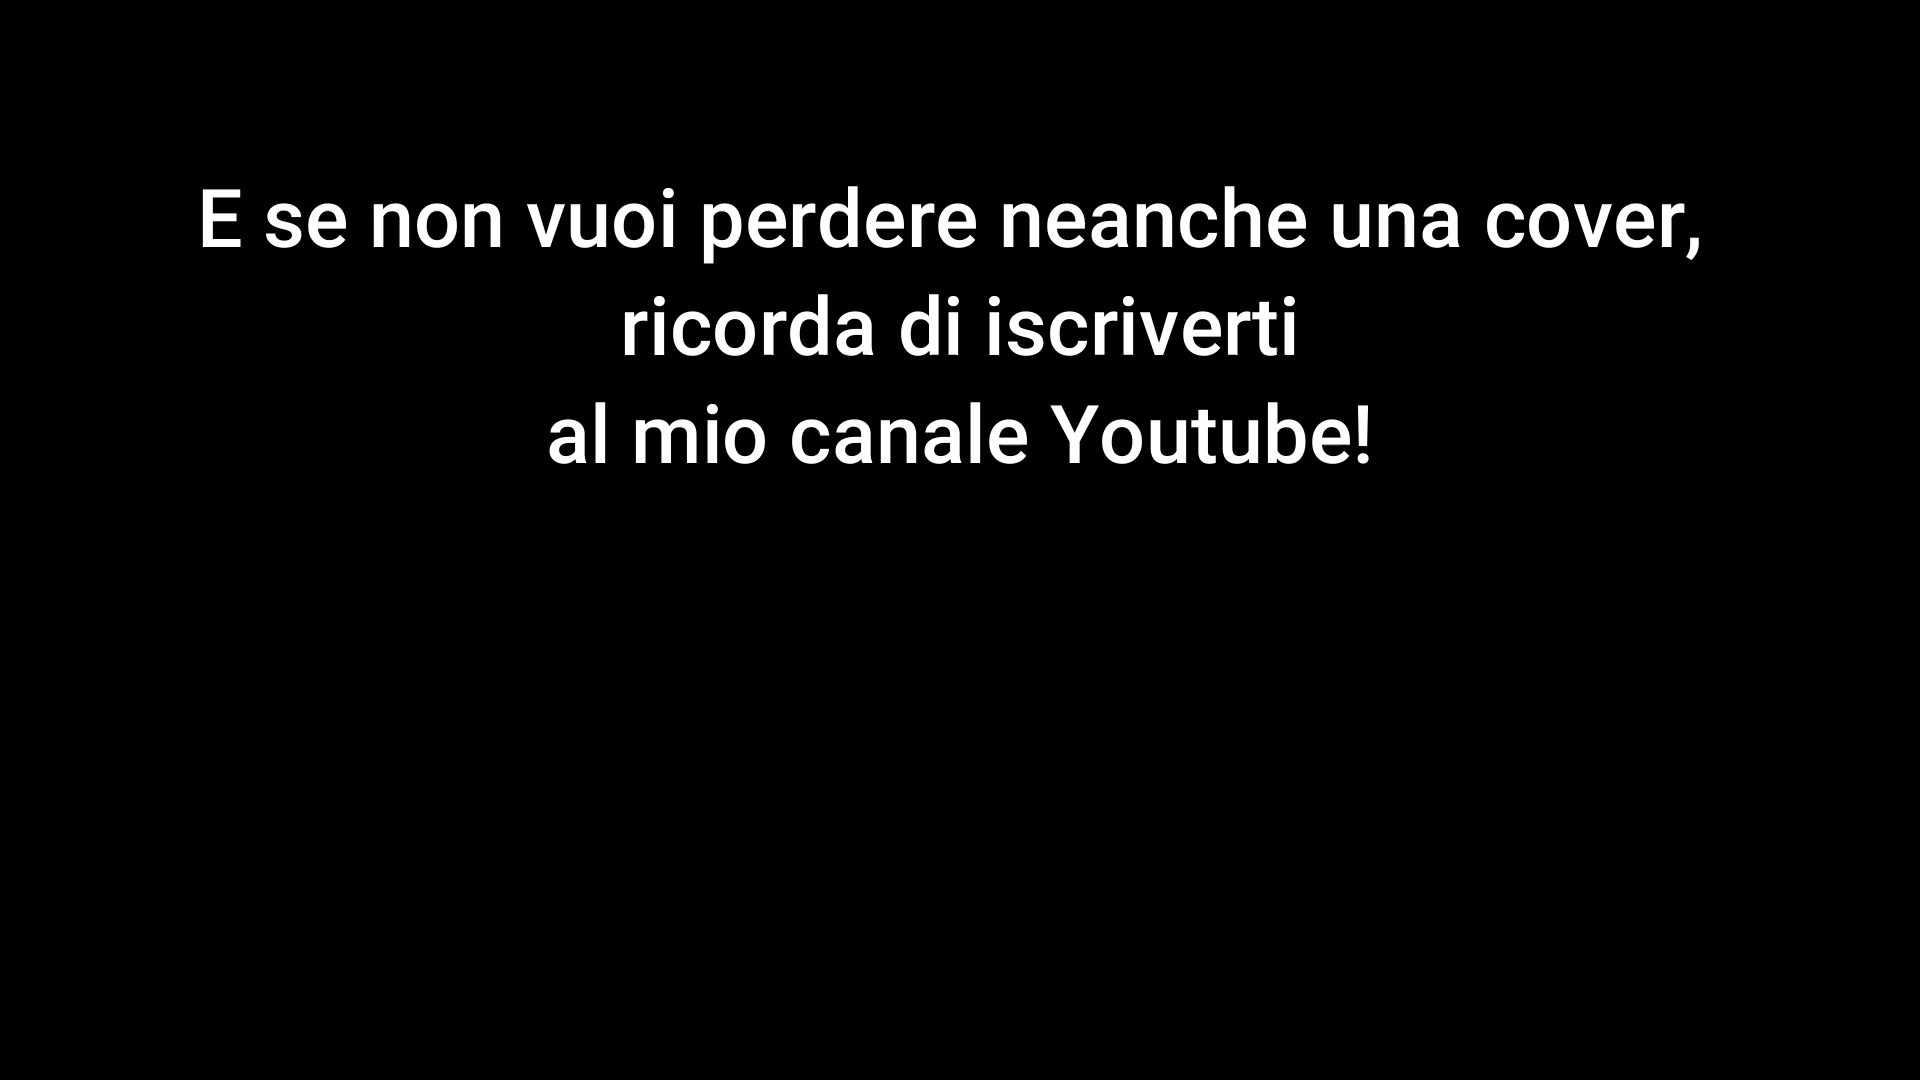 E se non vuoi perdere neanche una cover,
ricorda di iscriverti
al mio canale Youtube!